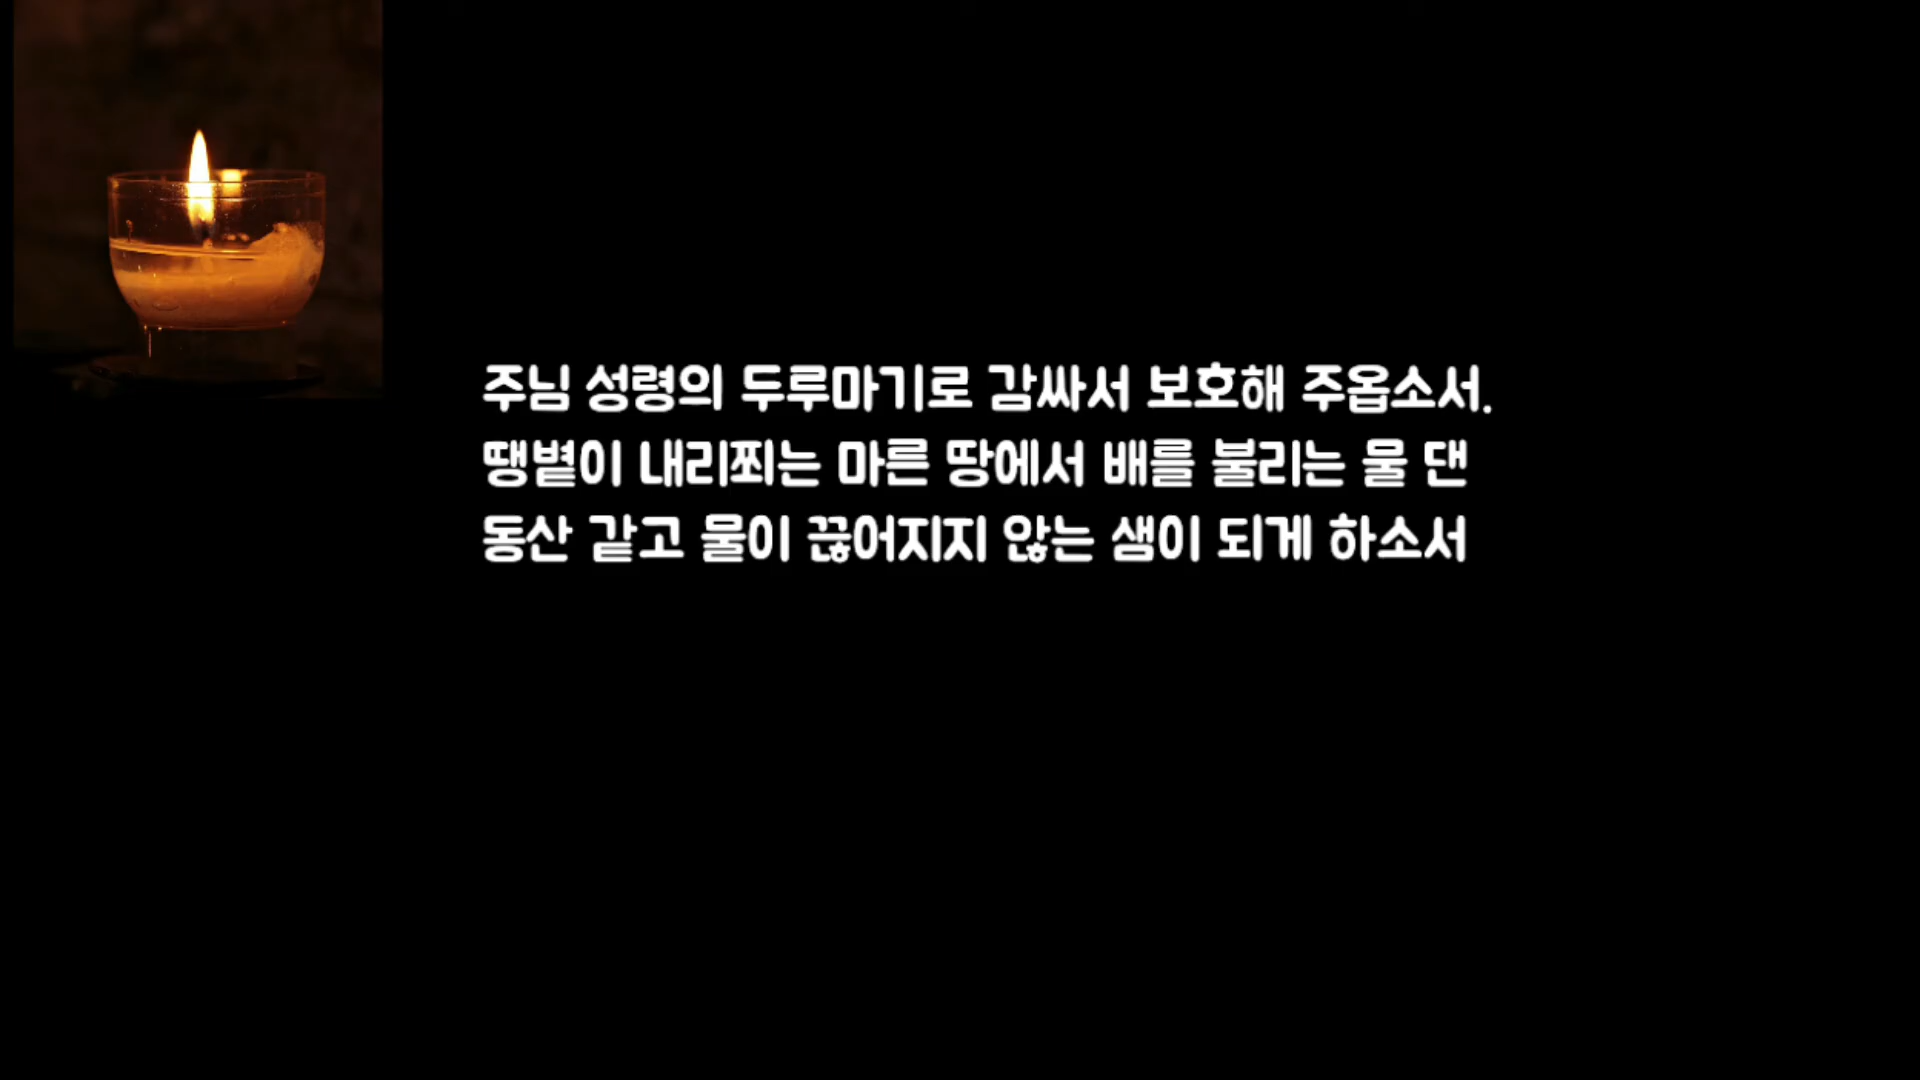 주님 성령의 두루마기로 감싸서 보호해 주옵소서.
땡볕이 내리쬐는 마른 땅에서 배를 불리는 물 댄
동산 같고 물이 끊어지지 않는 샘이 되게 하소서